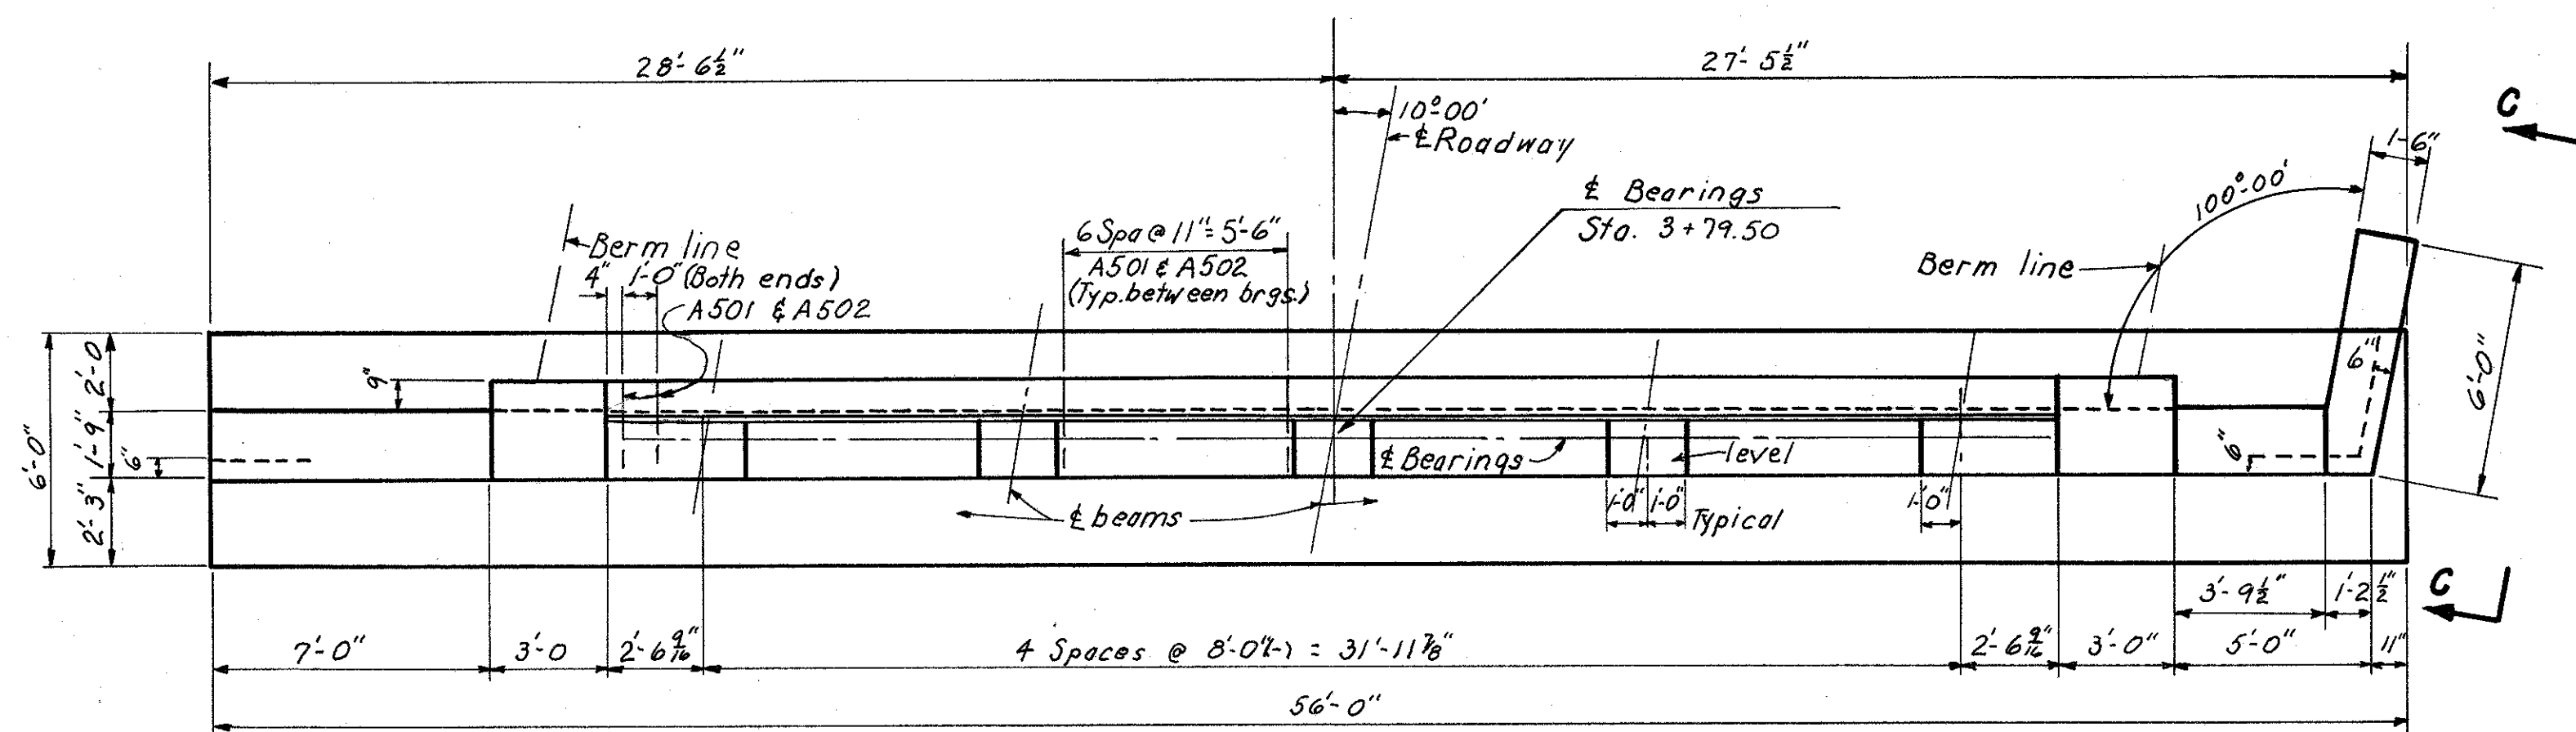 28'-6½"
27'-5½"
10°-00'
℄ Roadway
C
1'-6"
100°-00'
℄ Bearings
Sta. 3+79.50
6 Spa @ 11" = 5'-6"
A501 & A502
(Typ. between brgs.)
Berm line
4" 1'-0" (Both ends)
A501 & A502
Berm line
6'-0"
2'-0
1'-9"
2'-3"
6"
9"
6"
6"
6'-0"
℄ Bearings
level
℄ beams
1'-0" 1'-0" Typical
1'-0"
C
3'-9½" 1'-2½"
7'-0" 3'-0 2'-6 9/16" 4 Spaces @ 8'-0"(-) = 31'-11⅞" 2'-6 9/16" 3'-0" 5'-0" 11"
56'-0"